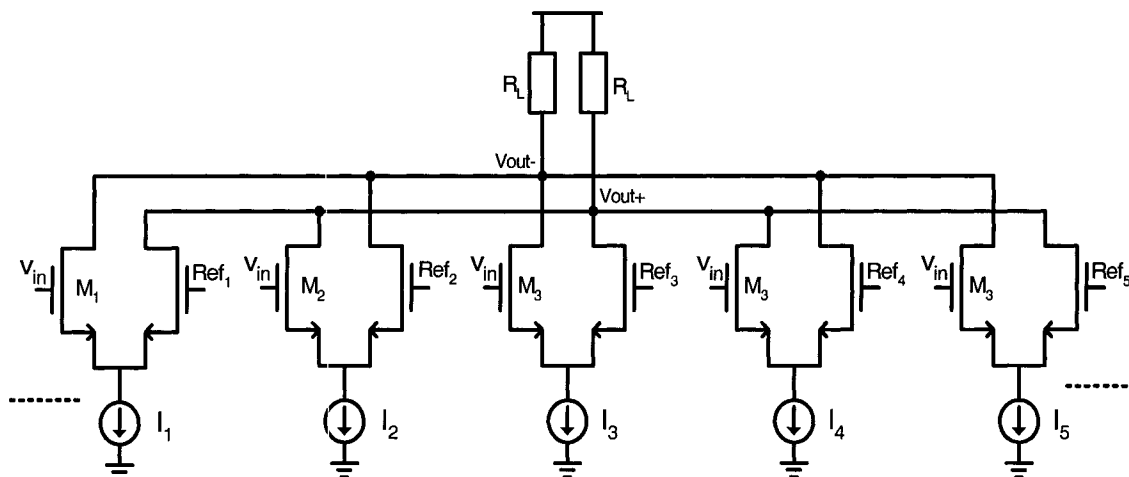 R_L R_L
Vout-
Vout+
V_in M_1 Ref_1 V_in M_2 Ref_2 V_in M_3 Ref_3 V_in M_3 Ref_4 V_in M_3 Ref_5
I_1 I_2 I_3 I_4 I_5